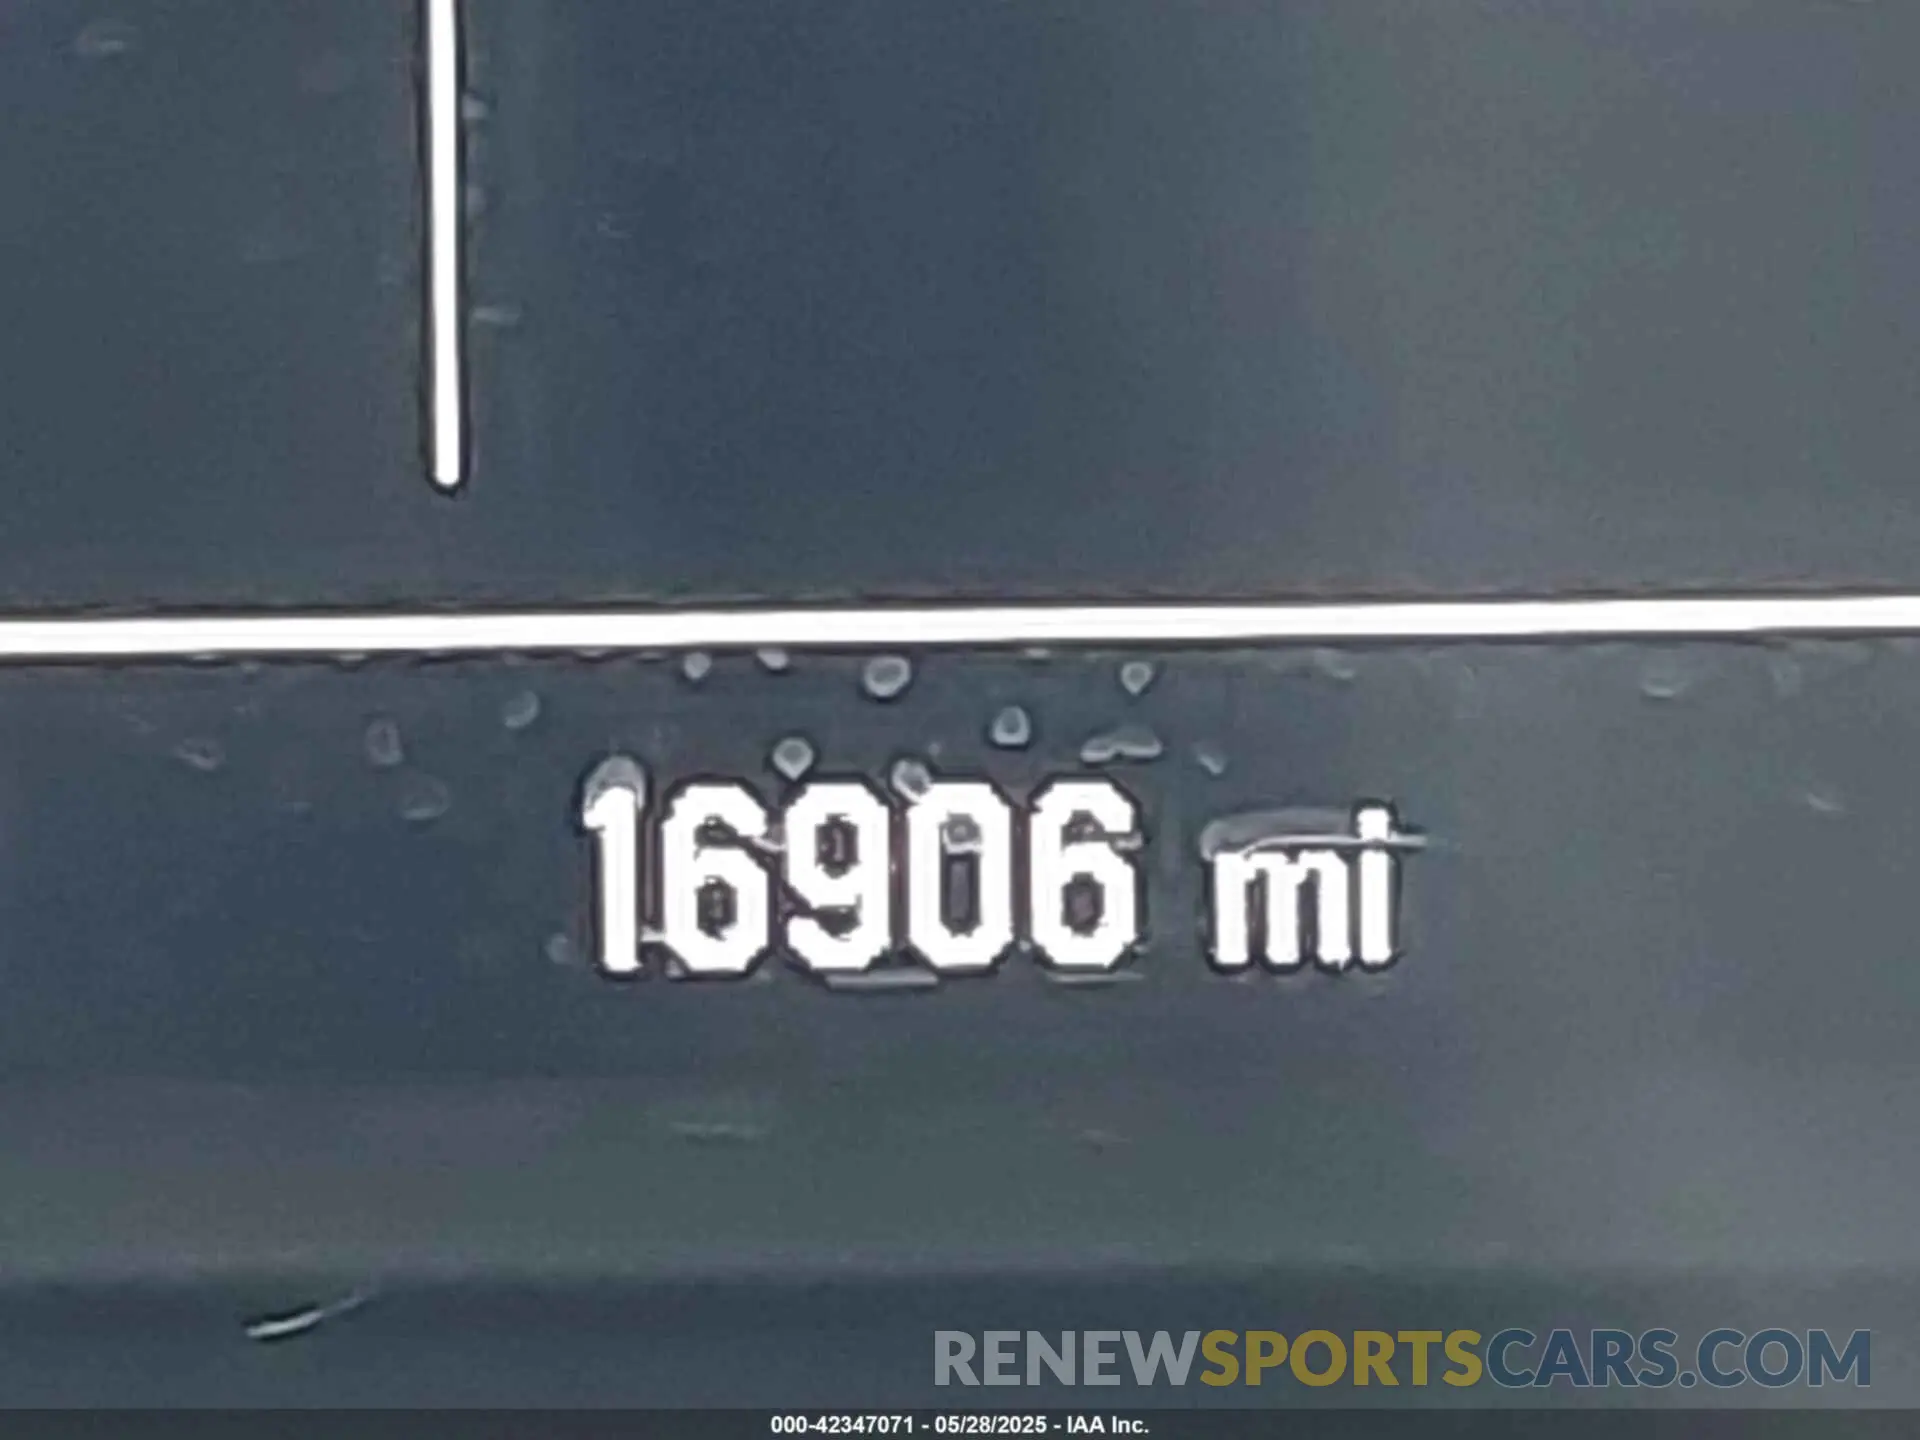 16906 mi
RENEWSPORTSCARS.COM
000-42347071 - 05/28/2025 - IAA Inc.